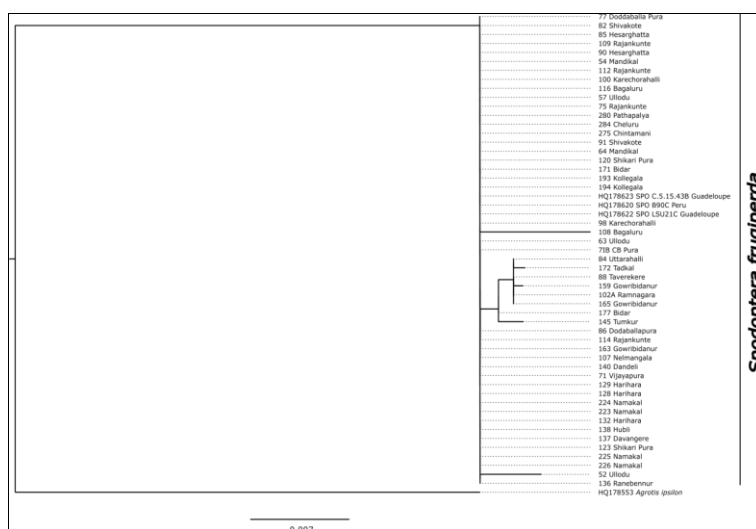 77 Doddaballa Pura
82 Shivakote
85 Hesarghatta
109 Rajankunte
90 Hesarghatta
54 Mandikal
112 Rajankunte
100 Karechorahalli
116 Bagaluru
57 Ullodu
75 Rajankunte
280 Pathapalya
284 Cheluru
275 Chintamani
91 Shivakote
64 Mandikal
120 Shikari Pura
171 Bidar
193 Kollegala
194 Kollegala
HQ178623 SPO C.5.15.43B Guadeloupe
HQ178620 SPO B90C Peru
HQ178622 SPO LSU21C Guadeloupe
98 Karechorahalli
108 Bagaluru
63 Ullodu
7IB CB Pura
84 Uttarahalli
172 Tadkal
88 Taverekere
159 Gowribidanur
102A Ramnagara
165 Gowribidanur
177 Bidar
145 Tumkur
86 Dodaballapura
114 Rajankunte
163 Gowribidanur
107 Nelmangala
140 Dandeli
71 Vijayapura
129 Harihara
128 Harihara
224 Namakal
223 Namakal
132 Harihara
138 Hubli
137 Davangere
123 Shikari Pura
225 Namakal
226 Namakal
52 Ullodu
136 Ranebennur
HQ178553 Agrotis ipsilon
Spodoptera frugiperda